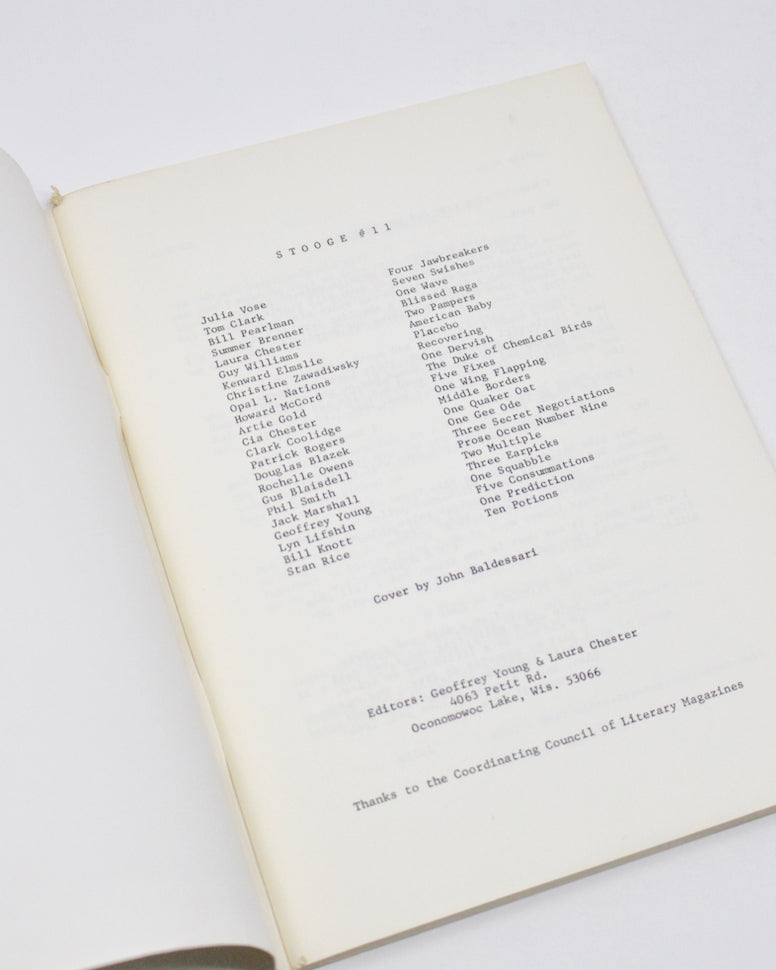 STOOGE #11
Julia Vose Four Jawbreakers
Tom Clark Seven Swishes
Bill Pearlman One Wave
Summer Brenner Blissed Raga
Laura Chester Two Pampers
Guy Williams American Baby
Kenward Elmslie Placebo
Christine Zawadiwsky Recovering
Opal L. Nations One Dervish
Howard McCord The Duke of Chemical Birds
Artie Gold Five Fixes
Cia Chester One Wing Flapping
Clark Coolidge Middle Borders
Patrick Rogers One Quaker Oat
Douglas Blazek One Gee Ode
Rochelle Owens Three Secret Negotiations
Gus Blaisdell Prose Ocean Number Nine
Phil Smith Two Multiple
Jack Marshall Three Earpicks
Geoffrey Young One Squabble
Lyn Lifshin Five Consummations
Bill Knott One Prediction
Stan Rice Ten Potions
Cover by John Baldessari
Editors: Geoffrey Young & Laura Chester
4063 Petit Rd.
Oconomowoc Lake, Wis. 53066
Thanks to the Coordinating Council of Literary Magazines